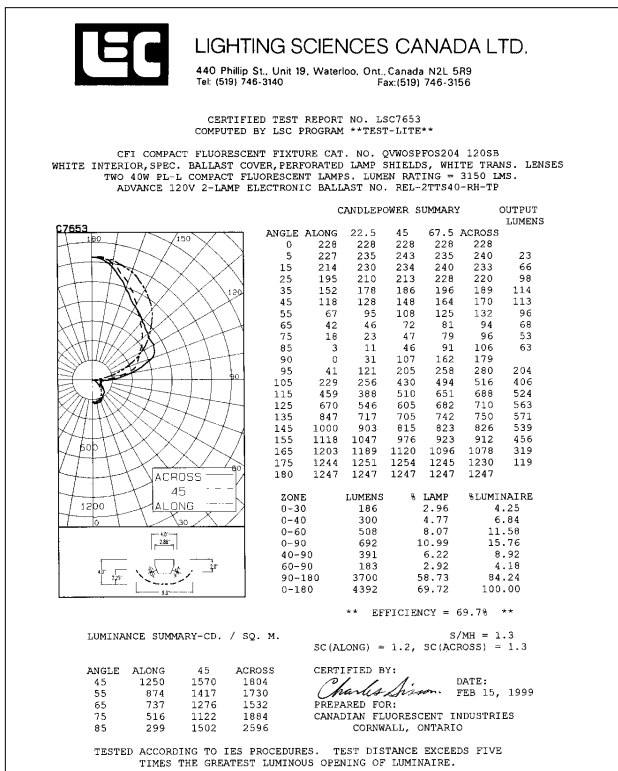 LSC
LIGHTING SCIENCES CANADA LTD.
440 Phillip St., Unit 19, Waterloo, Ont., Canada N2L 5R9
Tel: (519) 746-3140 Fax:(519) 746-3156
CERTIFIED TEST REPORT NO. LSC7653
COMPUTED BY LSC PROGRAM **TEST-LITE**
CFI COMPACT FLUORESCENT FIXTURE CAT. NO. QVWOSPFOS204 120SB
WHITE INTERIOR,SPEC. BALLAST COVER,PERFORATED LAMP SHIELDS, WHITE TRANS. LENSES
TWO 40W PL-L COMPACT FLUORESCENT LAMPS. LUMEN RATING = 3150 LMS.
ADVANCE 120V 2-LAMP ELECTRONIC BALLAST NO. REL-2TTS40-RH-TP
C7653
180 150
120
90
600
60
1200
0 30
ACROSS
45
ALONG
4.0"
2.88"
9.0"
CANDLEPOWER SUMMARY OUTPUT
LUMENS
ANGLE ALONG 22.5 45 67.5 ACROSS
0 228 228 228 228 228
5 227 235 243 235 240 23
15 214 230 234 240 233 66
25 195 210 213 228 220 98
35 152 178 186 196 189 114
45 118 128 148 164 170 113
55 67 95 108 125 132 96
65 42 46 72 81 94 68
75 18 23 47 79 96 53
85 3 11 46 91 106 63
90 0 31 107 162 179
95 41 121 205 258 280 204
105 229 256 430 494 516 406
115 459 388 510 651 688 524
125 670 546 605 682 710 563
135 847 717 705 742 750 571
145 1000 903 815 823 826 539
155 1118 1047 976 923 912 456
165 1203 1189 1120 1096 1078 319
175 1244 1251 1254 1245 1230 119
180 1247 1247 1247 1247 1247
ZONE LUMENS % LAMP %LUMINAIRE
0-30 186 2.96 4.25
0-40 300 4.77 6.84
0-60 508 8.07 11.58
0-90 692 10.99 15.76
40-90 391 6.22 8.92
60-90 183 2.92 4.18
90-180 3700 58.73 84.24
0-180 4392 69.72 100.00
** EFFICIENCY = 69.7% **
LUMINANCE SUMMARY-CD. / SQ. M.
ANGLE ALONG 45 ACROSS
45 1250 1570 1804
55 874 1417 1730
65 737 1276 1532
75 516 1122 1884
85 299 1502 2596
S/MH = 1.3
SC(ALONG) = 1.2, SC(ACROSS) = 1.3
CERTIFIED BY:
Charles Sisson. DATE:
FEB 15, 1999
PREPARED FOR:
CANADIAN FLUORESCENT INDUSTRIES
CORNWALL, ONTARIO
TESTED ACCORDING TO IES PROCEDURES. TEST DISTANCE EXCEEDS FIVE
TIMES THE GREATEST LUMINOUS OPENING OF LUMINAIRE.